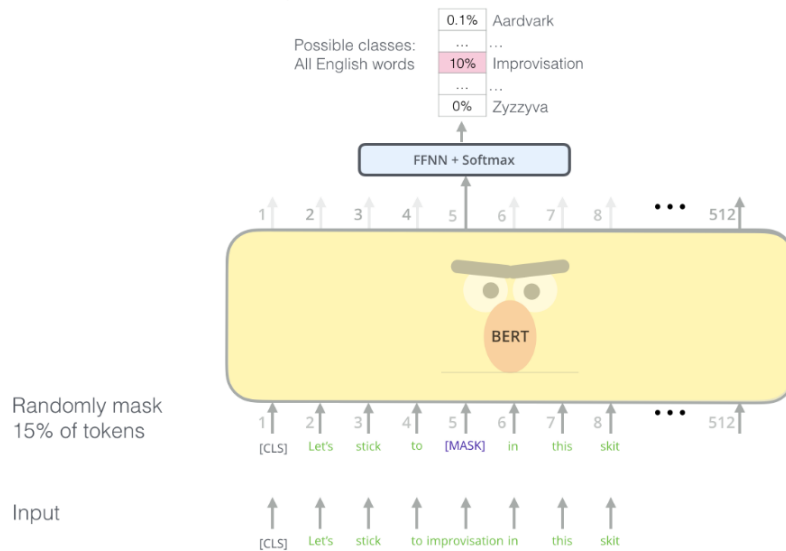 0.1% Aardvark
... ...
Possible classes:
All English words
10% Improvisation
... ...
0% Zyzzyva
FFNN + Softmax
1 2 3 4 5 6 7 8 ••• 512
BERT
Randomly mask
15% of tokens
1 2 3 4 5 6 7 8 ••• 512
[CLS] Let's stick to [MASK] in this skit
Input
[CLS] Let's stick to improvisation in this skit